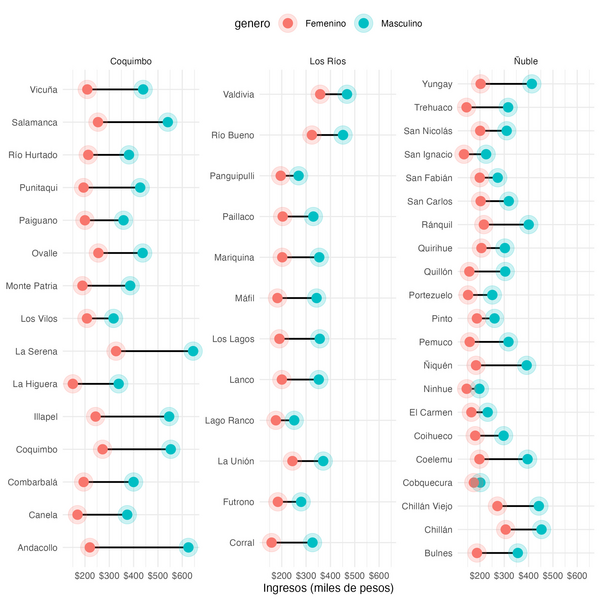 genero Femenino Masculino
Coquimbo
Vicuña
Salamanca
Río Hurtado
Punitaqui
Paiguano
Ovalle
Monte Patria
Los Vilos
La Serena
La Higuera
Illapel
Coquimbo
Combarbalá
Canela
Andacollo
$200 $300 $400 $500 $600
Los Ríos
Valdivia
Río Bueno
Panguipulli
Paillaco
Mariquina
Máfil
Los Lagos
Lanco
Lago Ranco
La Unión
Futrono
Corral
$200 $300 $400 $500 $600
Ñuble
Yungay
Trehuaco
San Nicolás
San Ignacio
San Fabián
San Carlos
Ránquil
Quirihue
Quillón
Portezuelo
Pinto
Pemuco
Ñiquén
Ninhue
El Carmen
Coihueco
Coelemu
Cobquecura
Chillán Viejo
Chillán
Bulnes
$200 $300 $400 $500 $600
Ingresos (miles de pesos)